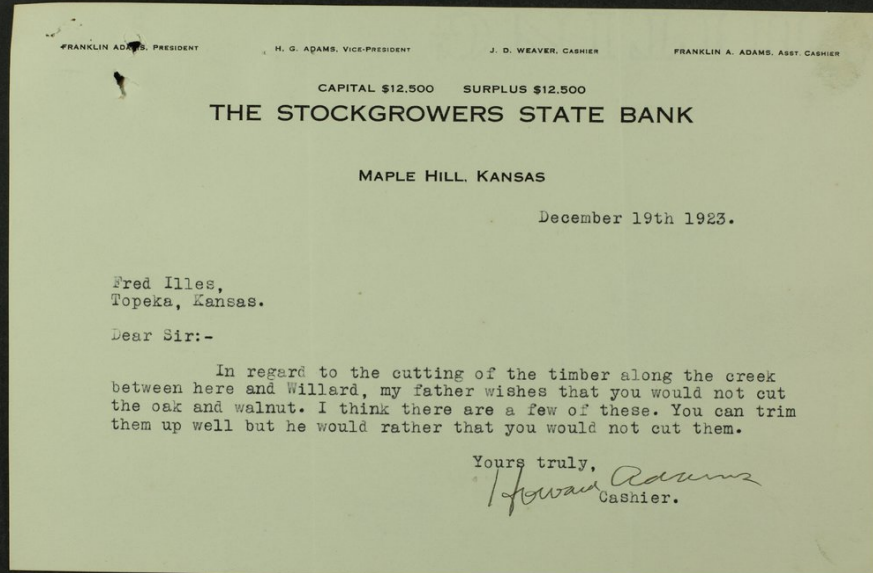 FRANKLIN ADAMS, PRESIDENT H. G. ADAMS, VICE-PRESIDENT J. D. WEAVER, CASHIER FRANKLIN A. ADAMS, ASST. CASHIER
CAPITAL $12,500 SURPLUS $12,500
THE STOCKGROWERS STATE BANK
MAPLE HILL, KANSAS
December 19th 1923.
Fred Illes,
Topeka, Kansas.
Dear Sir:-
In regard to the cutting of the timber along the creek
between here and Willard, my father wishes that you would not cut
the oak and walnut. I think there are a few of these. You can trim
them up well but he would rather that you would not cut them.
Yours truly,
Howard Adams
Cashier.